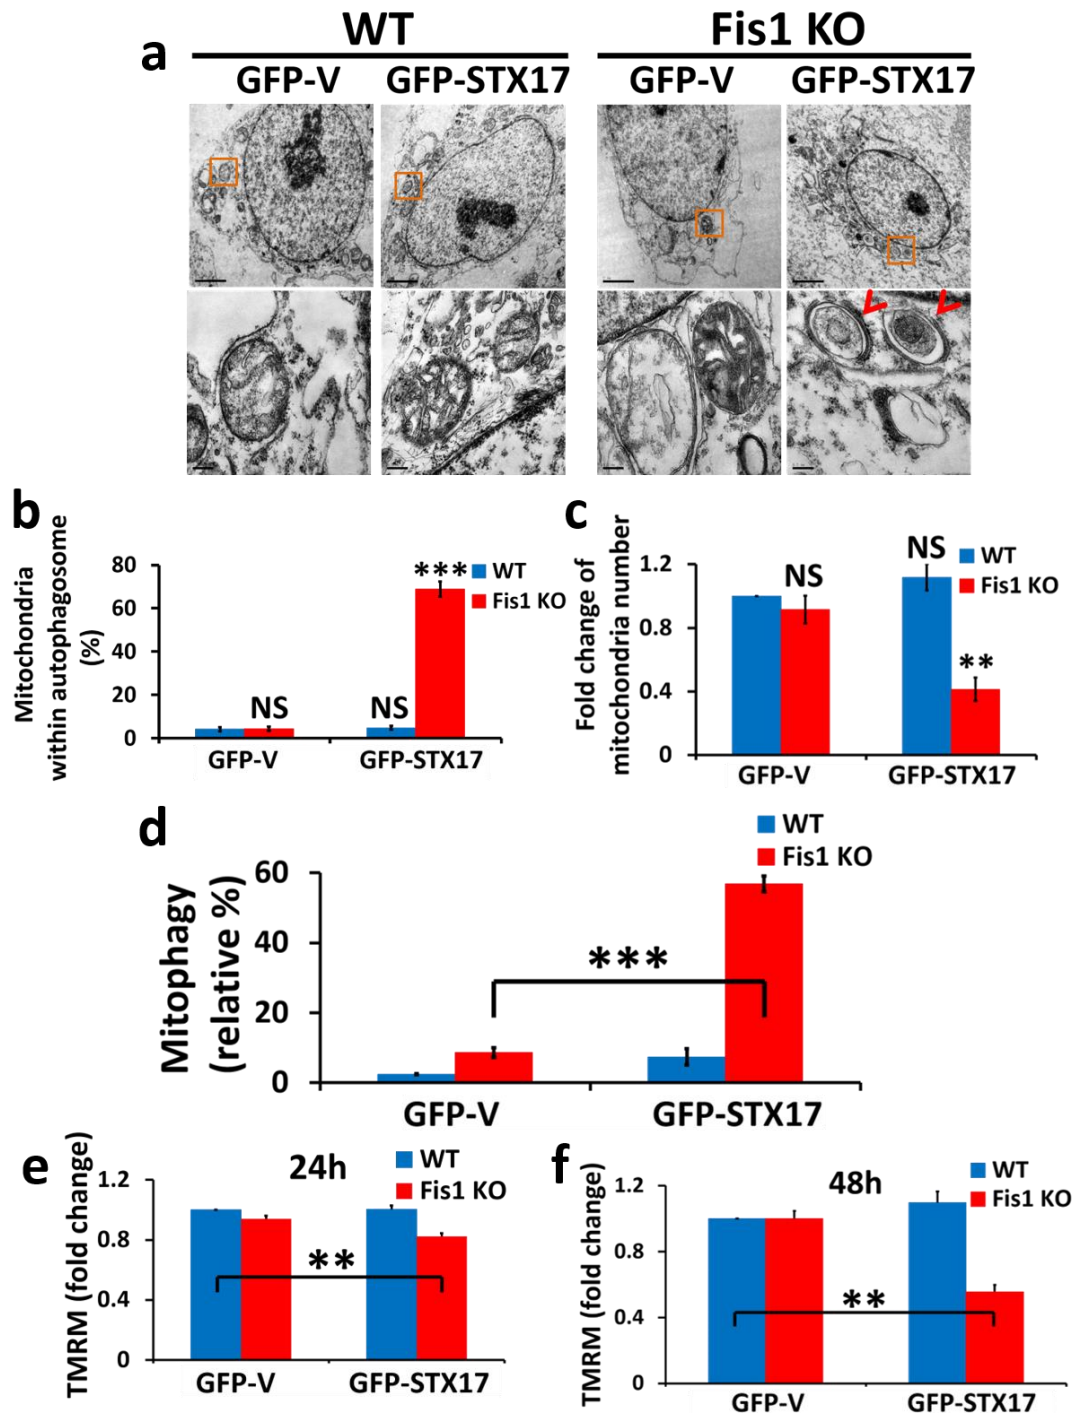 WT
Fis1 KO
a
GFP-V
GFP-STX17
GFP-V
GFP-STX17
b
Mitochondria
within autophagosome
(%)
80
60
40
20
0
NS
NS
***
WT
Fis1 KO
GFP-V
GFP-STX17
c
Fold change of
mitochondria number
1.2
0.8
0.4
0
NS
NS
**
WT
Fis1 KO
GFP-V
GFP-STX17
d
Mitophagy
(relative %)
60
40
20
0
***
WT
Fis1 KO
GFP-V
GFP-STX17
e
TMRM (fold change)
24h
1.2
0.8
0.4
0
**
WT
Fis1 KO
GFP-V
GFP-STX17
f
TMRM (fold change)
48h
1.2
0.8
0.4
0
**
WT
Fis1 KO
GFP-V
GFP-STX17